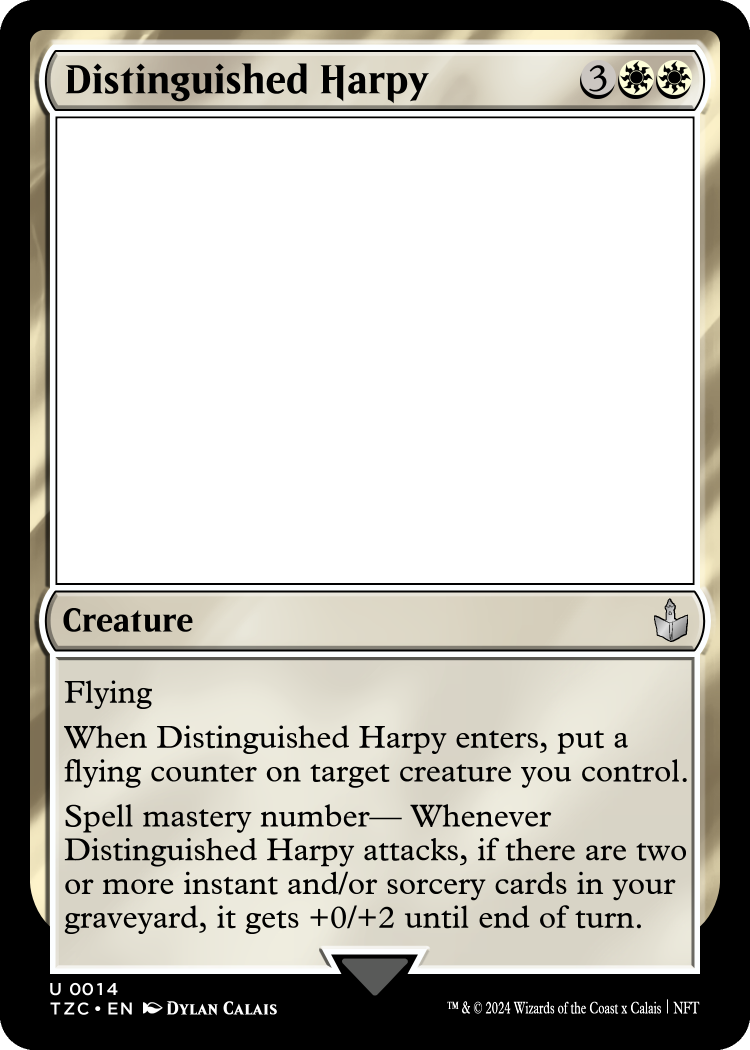 Distinguished Harpy 3
Creature
Flying
When Distinguished Harpy enters, put a
flying counter on target creature you control.
Spell mastery number— Whenever
Distinguished Harpy attacks, if there are two
or more instant and/or sorcery cards in your
graveyard, it gets +0/+2 until end of turn.
U 0014
TZC • EN Dylan Calais
™ & © 2024 Wizards of the Coast x Calais | NFT